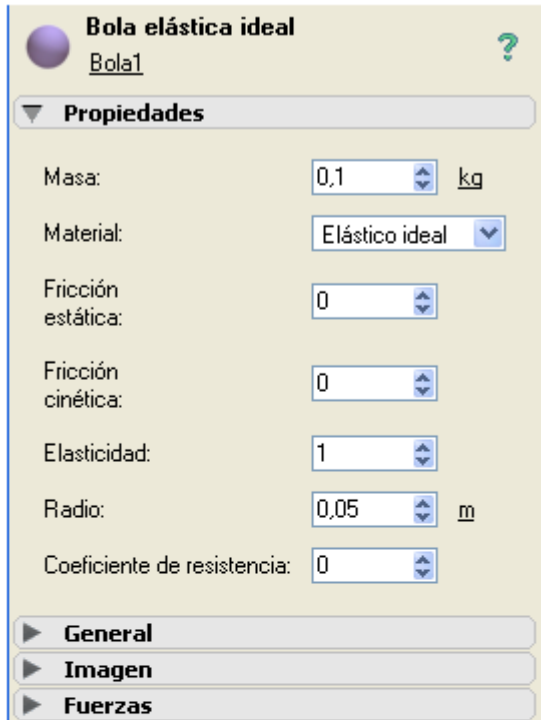 Bola elástica ideal
Bola1
?
Propiedades
Masa: 0,1 kg
Material: Elástico ideal
Fricción
estática: 0
Fricción
cinética: 0
Elasticidad: 1
Radio: 0,05 m
Coeficiente de resistencia: 0
General
Imagen
Fuerzas